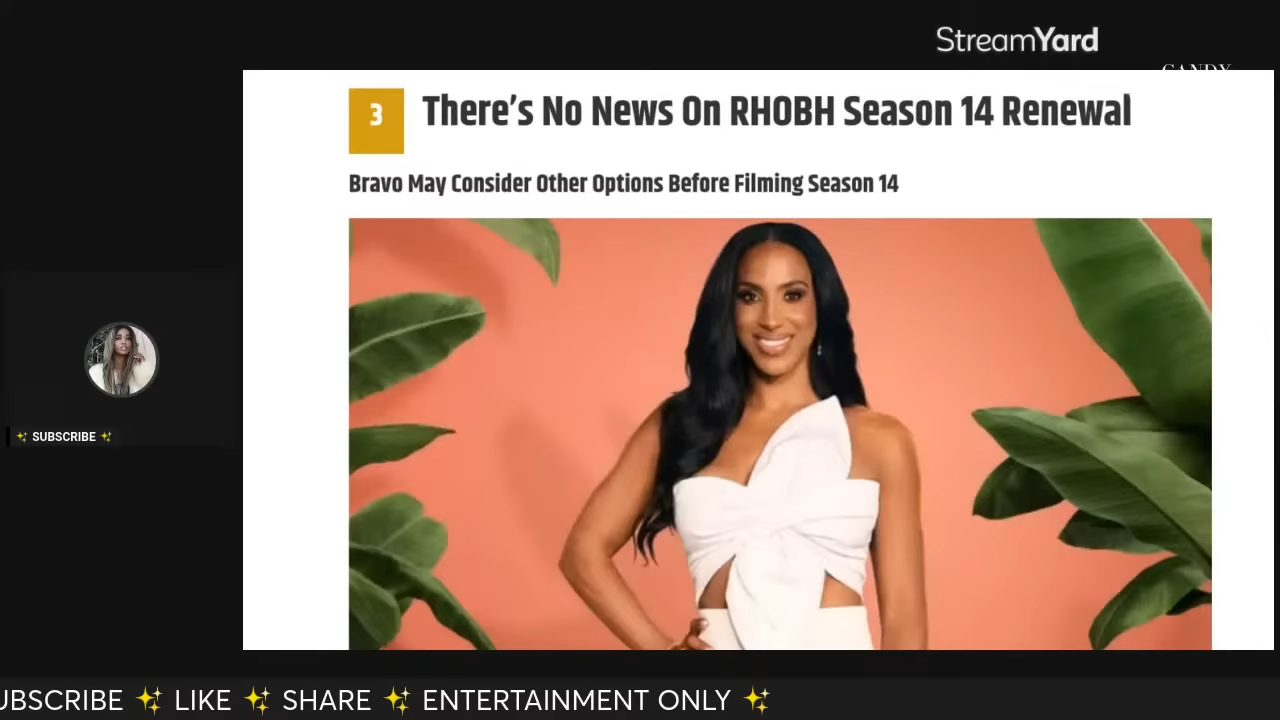 StreamYard
CANDY
3 There's No News On RHOBH Season 14 Renewal
Bravo May Consider Other Options Before Filming Season 14
✨ SUBSCRIBE ✨
UBSCRIBE ✨ LIKE ✨ SHARE ✨ ENTERTAINMENT ONLY ✨